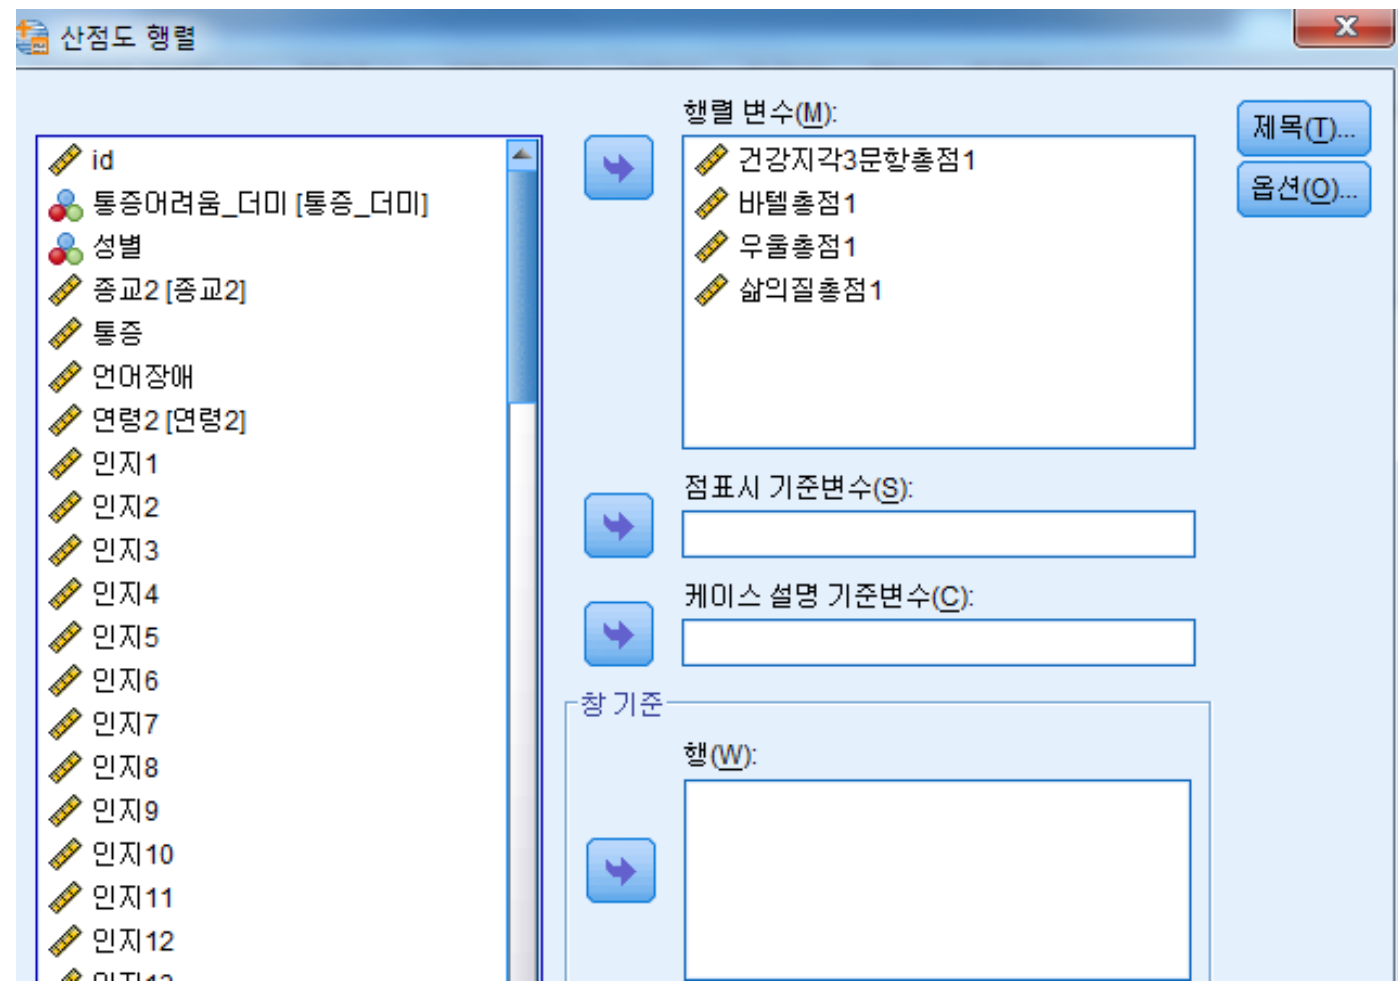 산점도 행렬
id
통증어려움_더미 [통증_더미]
성별
종교2 [종교2]
통증
언어장애
연령2 [연령2]
인지1
인지2
인지3
인지4
인지5
인지6
인지7
인지8
인지9
인지10
인지11
인지12
행렬 변수(M):
건강지각3문항총점1
바텔총점1
우울총점1
삶의질총점1
점표시 기준변수(S):
케이스 설명 기준변수(C):
창 기준
행(W):
제목(T)...
옵션(O)...